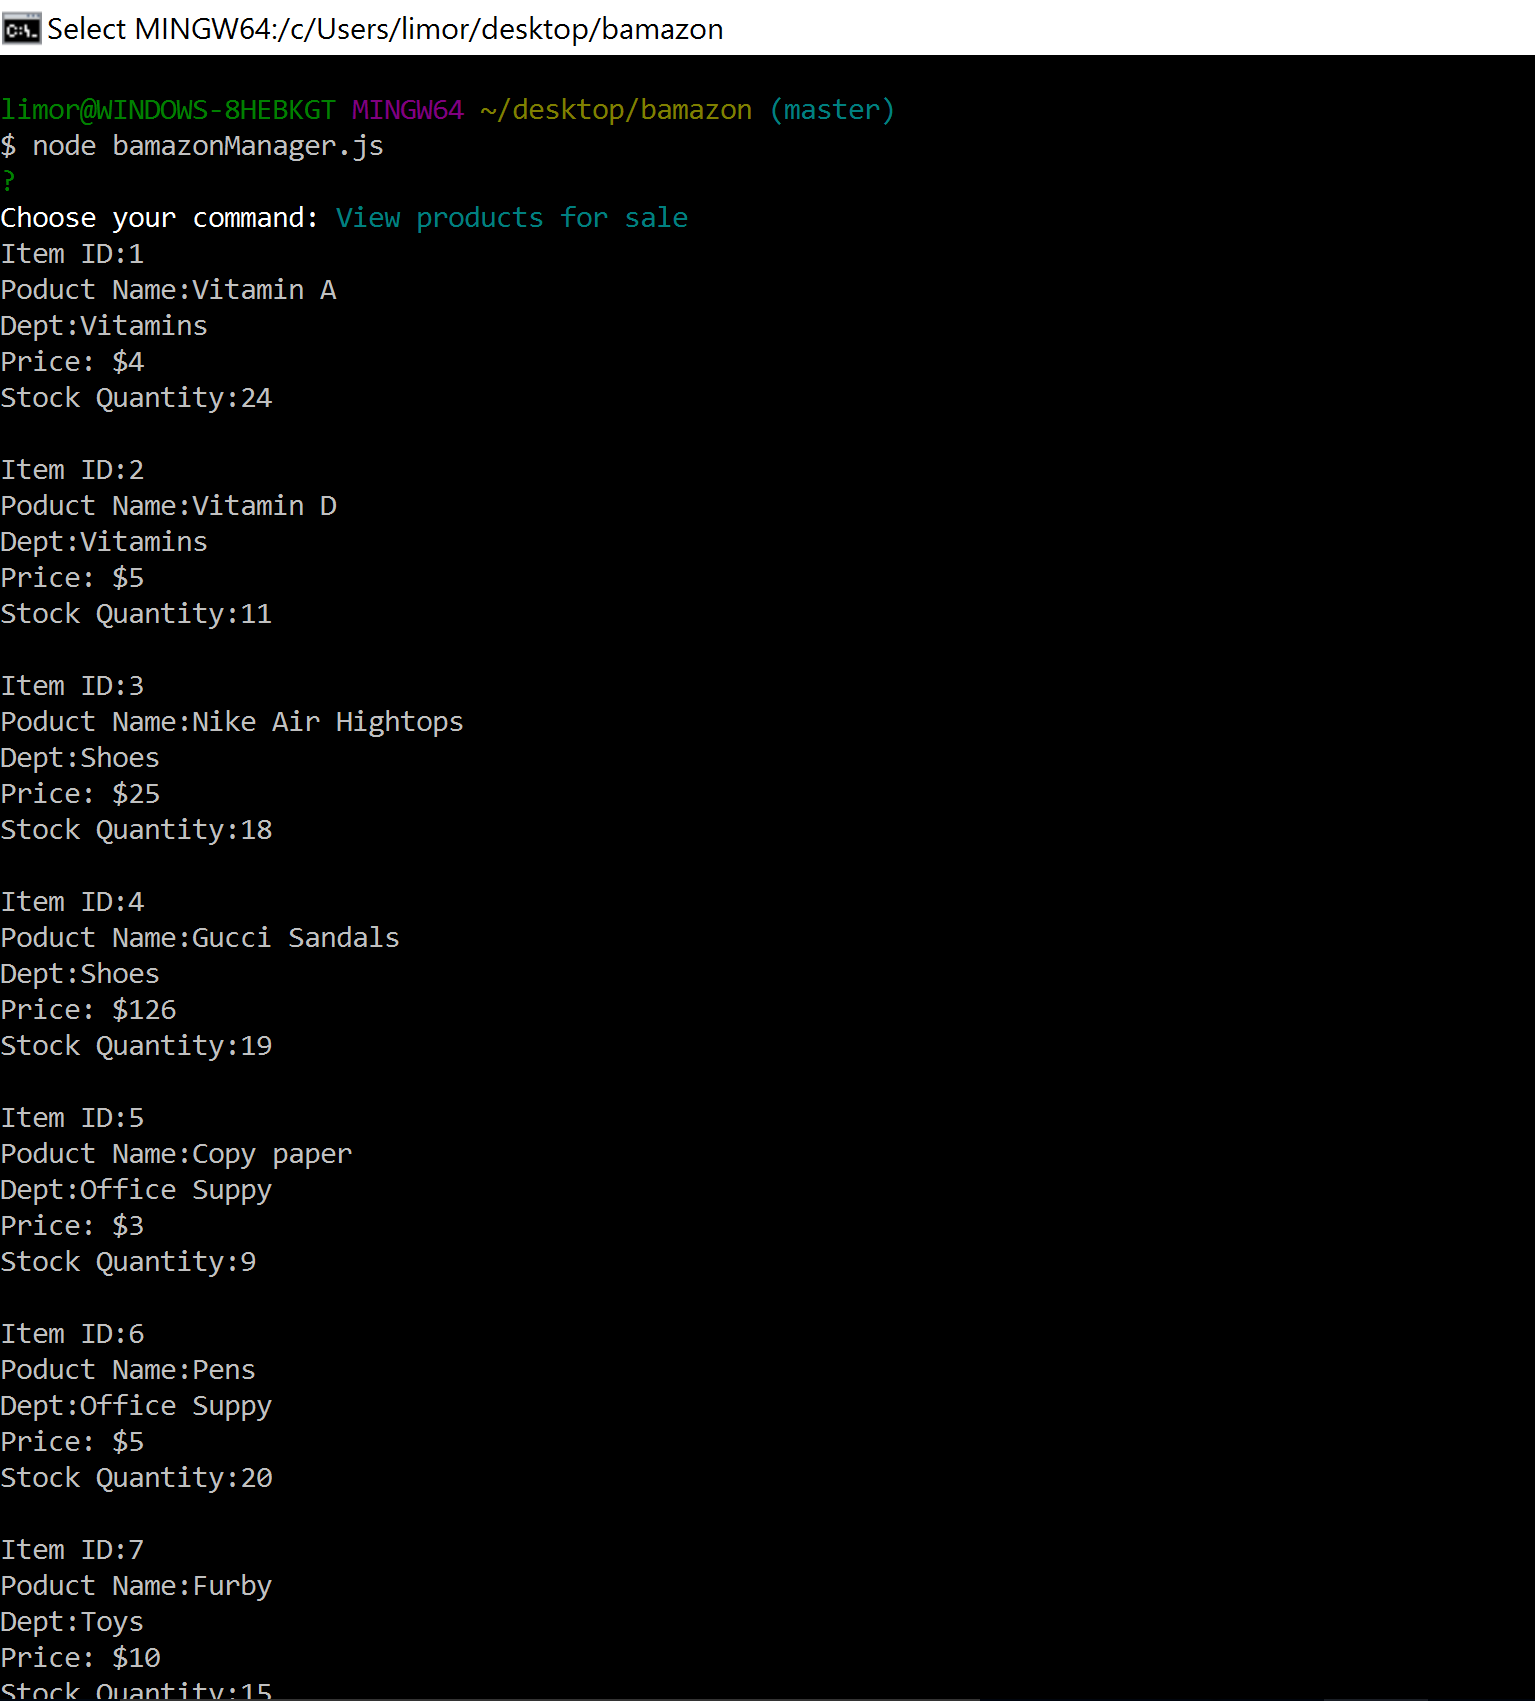 Select MINGW64:/c/Users/limor/desktop/bamazon
limor@WINDOWS-8HEBKGT MINGW64 ~/desktop/bamazon (master)
$ node bamazonManager.js
?
Choose your command: View products for sale
Item ID:1
Poduct Name:Vitamin A
Dept:Vitamins
Price: $4
Stock Quantity:24
Item ID:2
Poduct Name:Vitamin D
Dept:Vitamins
Price: $5
Stock Quantity:11
Item ID:3
Poduct Name:Nike Air Hightops
Dept:Shoes
Price: $25
Stock Quantity:18
Item ID:4
Poduct Name:Gucci Sandals
Dept:Shoes
Price: $126
Stock Quantity:19
Item ID:5
Poduct Name:Copy paper
Dept:Office Suppy
Price: $3
Stock Quantity:9
Item ID:6
Poduct Name:Pens
Dept:Office Suppy
Price: $5
Stock Quantity:20
Item ID:7
Poduct Name:Furby
Dept:Toys
Price: $10
Stock Quantity:15